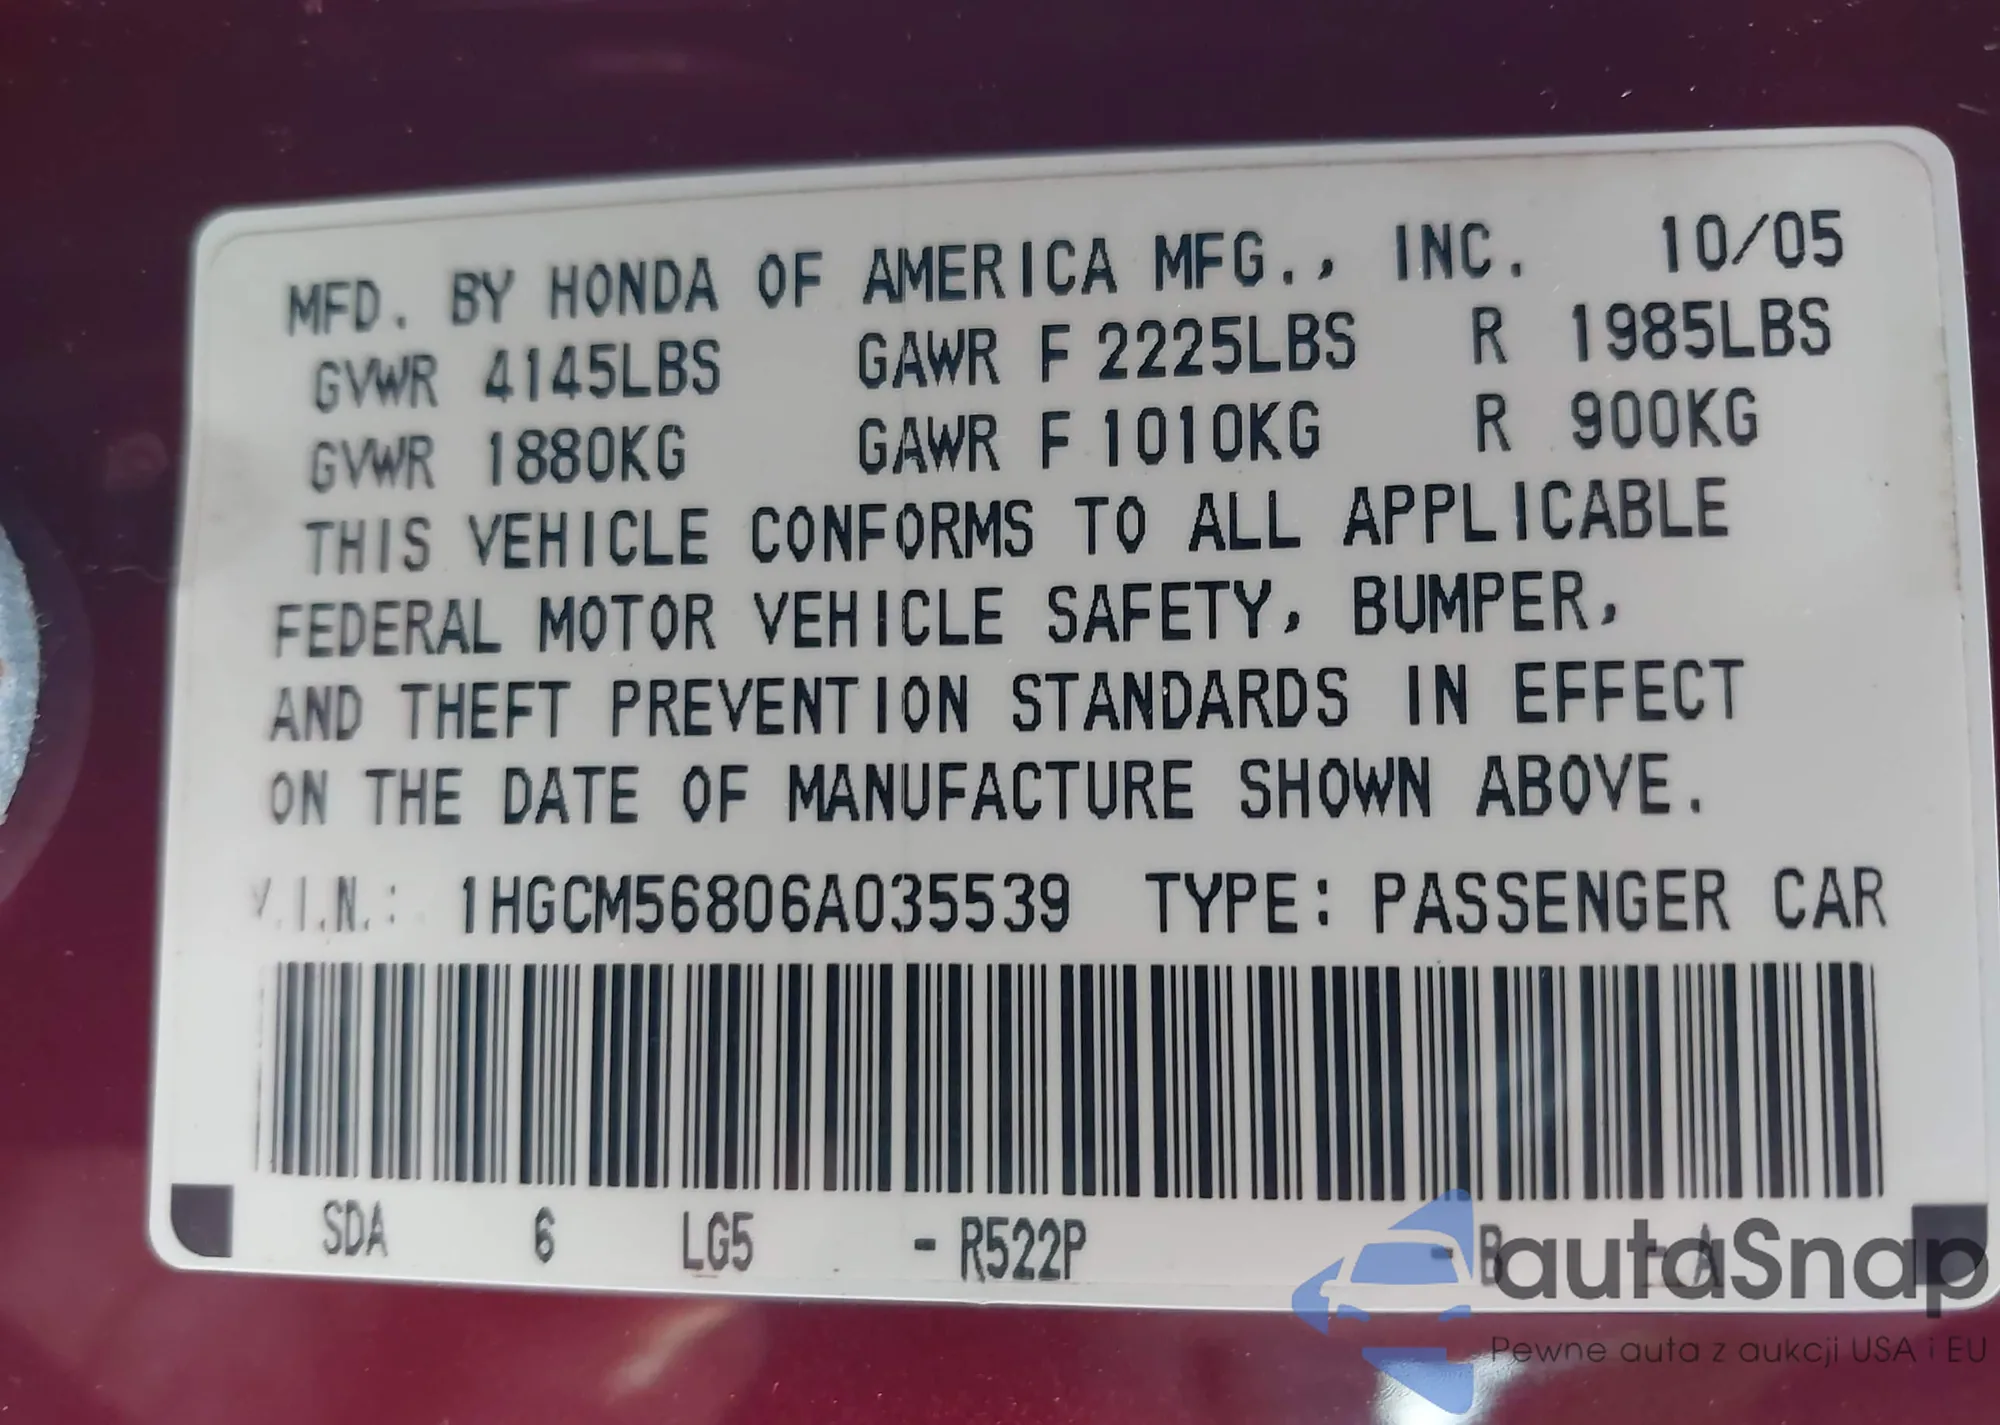 MFD. BY HONDA OF AMERICA MFG., INC. 10/05
GVWR 4145LBS GAWR F 2225LBS R 1985LBS
GVWR 1880KG GAWR F 1010KG R 900KG
THIS VEHICLE CONFORMS TO ALL APPLICABLE
FEDERAL MOTOR VEHICLE SAFETY, BUMPER,
AND THEFT PREVENTION STANDARDS IN EFFECT
ON THE DATE OF MANUFACTURE SHOWN ABOVE.
V.I.N.: 1HGCM56806A035539 TYPE: PASSENGER CAR
SDA 6 LG5 - R522P - B - A
autaSnap
Pewne auta z aukcji USA i EU